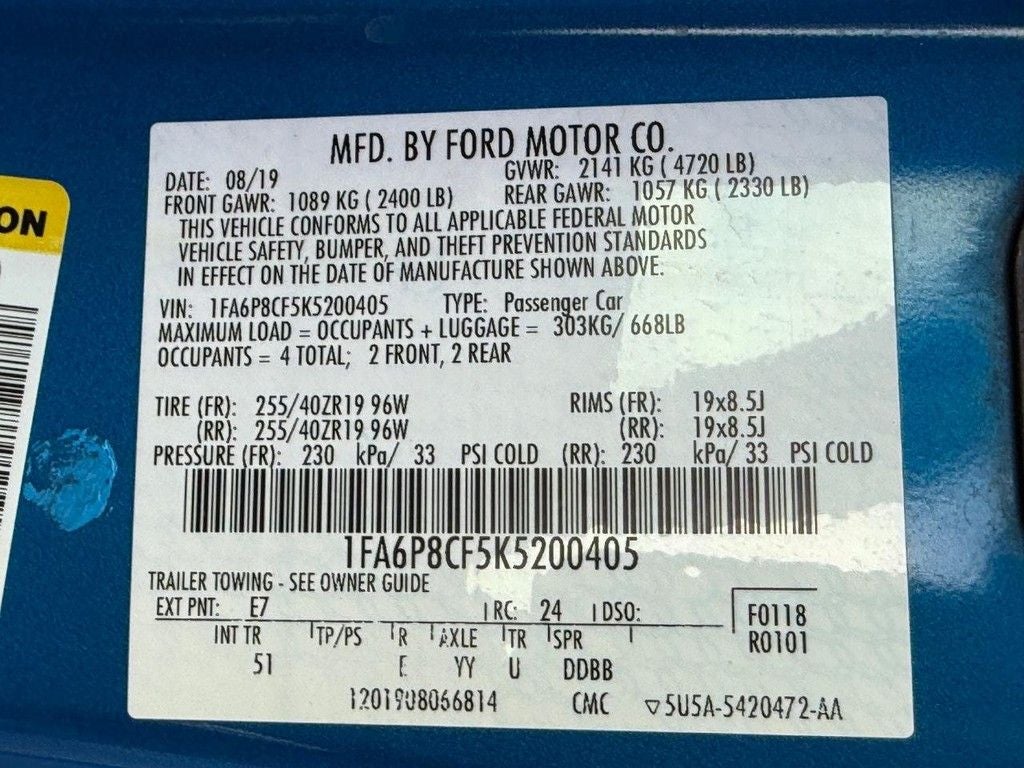 MFD. BY FORD MOTOR CO.
DATE: 08/19 GVWR: 2141 KG ( 4720 LB)
FRONT GAWR: 1089 KG ( 2400 LB) REAR GAWR: 1057 KG ( 2330 LB)
THIS VEHICLE CONFORMS TO ALL APPLICABLE FEDERAL MOTOR
VEHICLE SAFETY, BUMPER, AND THEFT PREVENTION STANDARDS
IN EFFECT ON THE DATE OF MANUFACTURE SHOWN ABOVE.
VIN: 1FA6P8CF5K5200405 TYPE: Passenger Car
MAXIMUM LOAD = OCCUPANTS + LUGGAGE = 303KG/ 668LB
OCCUPANTS = 4 TOTAL; 2 FRONT, 2 REAR
TIRE (FR): 255/40ZR19 96W RIMS (FR): 19x8.5J
(RR): 255/40ZR19 96W (RR): 19x8.5J
PRESSURE (FR): 230 kPa/ 33 PSI COLD (RR): 230 kPa/ 33 PSI COLD
1FA6P8CF5K5200405
TRAILER TOWING - SEE OWNER GUIDE
EXT PNT: E7 RC: 24 DSO: F0118
INT TR TP/PS R AXLE TR SPR R0101
51 E YY U DDBB
1201908066814 CMC 5U5A-5420472-AA
ON